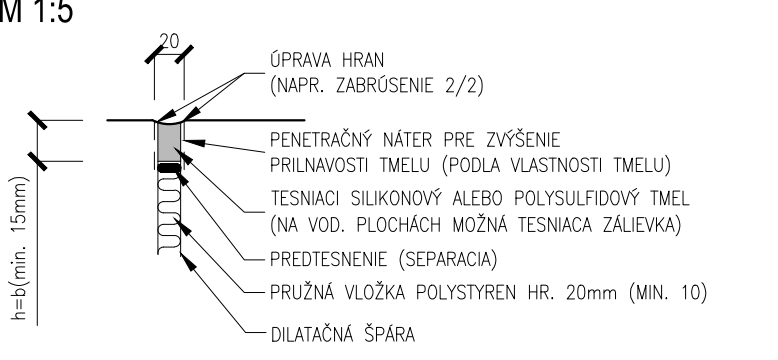 M 1:5
20
ÚPRAVA HRAN
(NAPR. ZABRÚSENIE 2/2)
PENETRAČNÝ NÁTER PRE ZVÝŠENIE
PRILNAVOSTI TMELU (PODLA VLASTNOSTI TMELU)
TESNIACI SILIKONOVÝ ALEBO POLYSULFIDOVÝ TMEL
(NA VOD. PLOCHÁCH MOŽNÁ TESNIACA ZÁLIEVKA)
PREDTESNENIE (SEPARACIA)
PRUŽNÁ VLOŽKA POLYSTYREN HR. 20mm (MIN. 10)
DILATAČNÁ ŠPÁRA
h=b(min. 15mm)